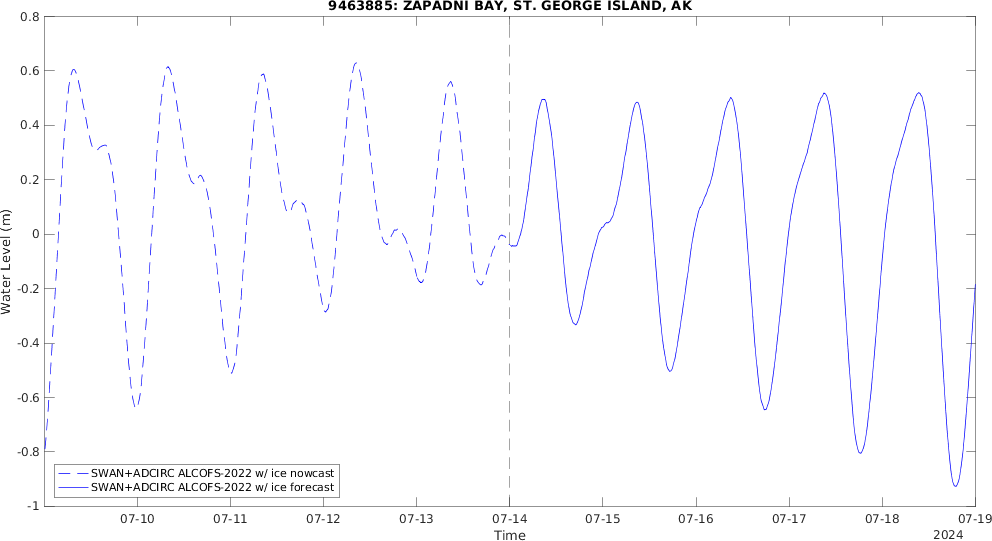 9463885: ZAPADNI BAY, ST. GEORGE ISLAND, AK
Water Level (m)
0.8
0.6
0.4
0.2
0
-0.2
-0.4
-0.6
-0.8
-1
SWAN+ADCIRC ALCOFS-2022 w/ ice nowcast
SWAN+ADCIRC ALCOFS-2022 w/ ice forecast
07-10 07-11 07-12 07-13 07-14 07-15 07-16 07-17 07-18 07-19
Time
2024